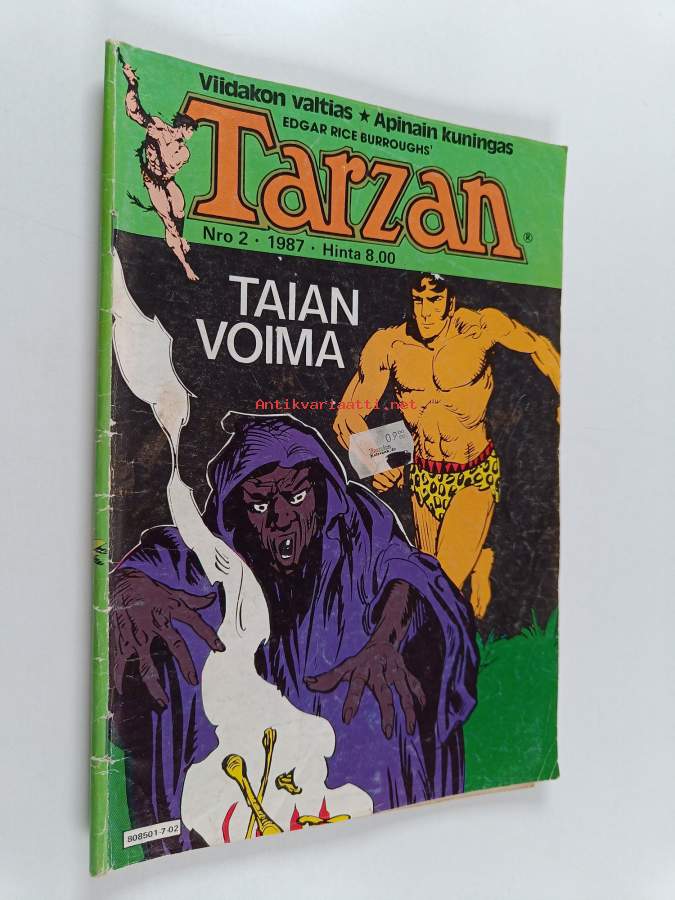 Viidakon valtias ★ Apinain kuningas
EDGAR RICE BURROUGHS'
Tarzan®
Nro 2 · 1987 · Hinta 8,00
TAIAN
VOIMA
Antikvariaatti.net
808501-7-02